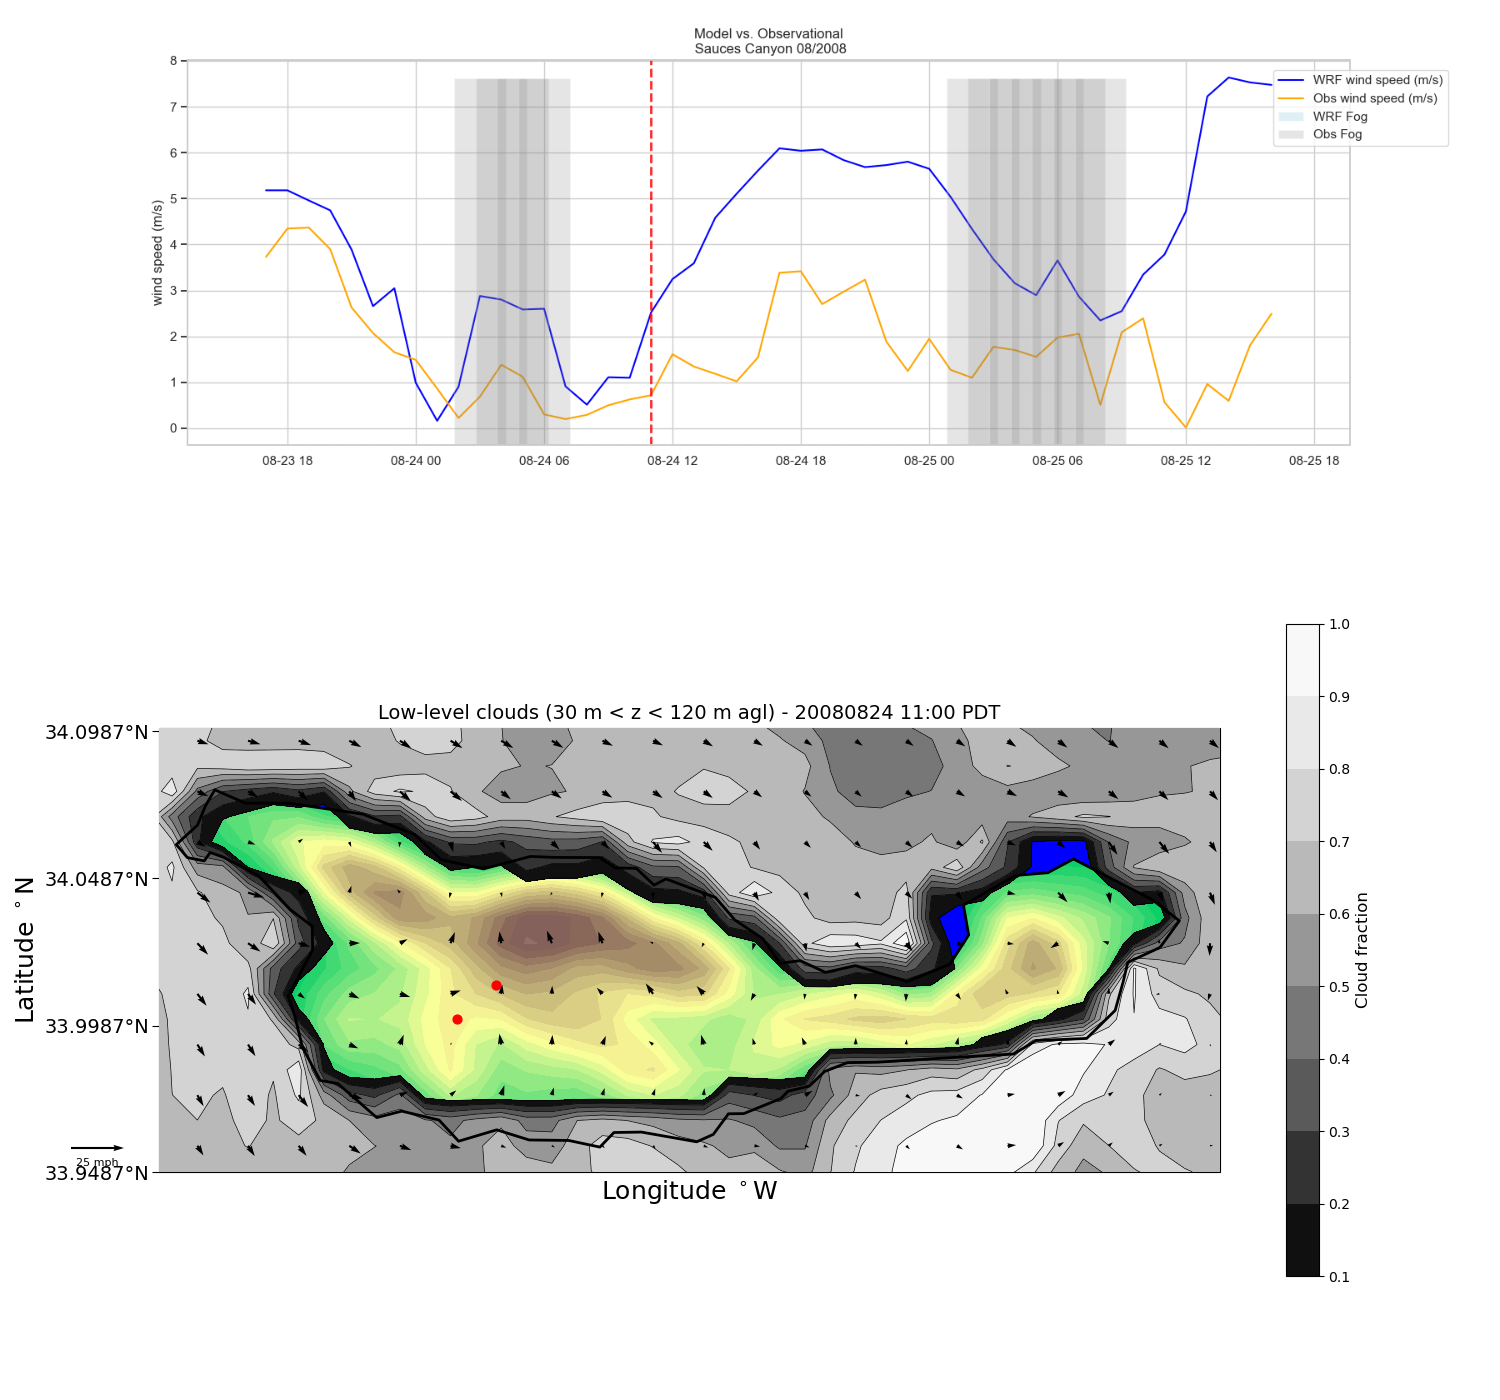 Model vs. Observational
Sauces Canyon 08/2008
8
7
6
5
4
3
2
1
0
wind speed (m/s)
WRF wind speed (m/s)
Obs wind speed (m/s)
WRF Fog
Obs Fog
08-23 18
08-24 00
08-24 06
08-24 12
08-24 18
08-25 00
08-25 06
08-25 12
08-25 18
Low-level clouds (30 m < z < 120 m agl) - 20080824 11:00 PDT
34.0987°N
34.0487°N
33.9987°N
33.9487°N
Latitude °N
25 mph
Longitude °W
1.0
0.9
0.8
0.7
0.6
0.5
0.4
0.3
0.2
0.1
Cloud fraction